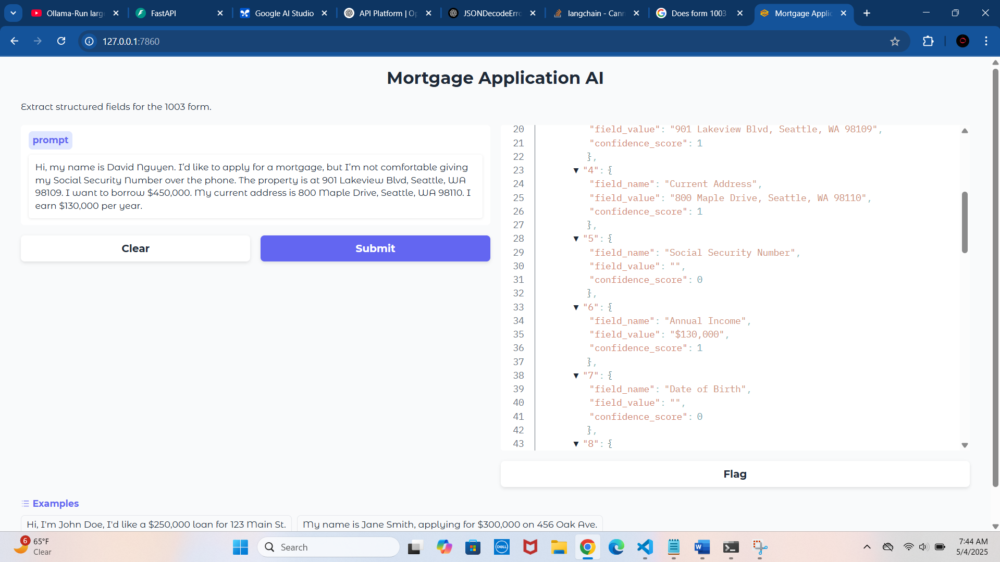 Ollama-Run larg
FastAPI
Google AI Studio
API Platform | Op
JSONDecodeErro
langchain - Cann
Does form 1003
Mortgage Applic
127.0.0.1:7860
Mortgage Application AI
Extract structured fields for the 1003 form.
prompt
Hi, my name is David Nguyen. I’d like to apply for a mortgage, but I’m not comfortable giving
my Social Security Number over the phone. The property is at 901 Lakeview Blvd, Seattle, WA
98109. I want to borrow $450,000. My current address is 800 Maple Drive, Seattle, WA 98110. I
earn $130,000 per year.
Clear
Submit
20 "field_value": "901 Lakeview Blvd, Seattle, WA 98109",
21 "confidence_score": 1
22 },
23 ▼ "4": {
24 "field_name": "Current Address",
25 "field_value": "800 Maple Drive, Seattle, WA 98110",
26 "confidence_score": 1
27 },
28 ▼ "5": {
29 "field_name": "Social Security Number",
30 "field_value": "",
31 "confidence_score": 0
32 },
33 ▼ "6": {
34 "field_name": "Annual Income",
35 "field_value": "$130,000",
36 "confidence_score": 1
37 },
38 ▼ "7": {
39 "field_name": "Date of Birth",
40 "field_value": "",
41 "confidence_score": 0
42 },
43 ▼ "8": {
Flag
Examples
Hi, I'm John Doe, I'd like a $250,000 loan for 123 Main St.
My name is Jane Smith, applying for $300,000 on 456 Oak Ave.
6
65°F
Clear
Search
DELL
W
7:44 AM
5/4/2025